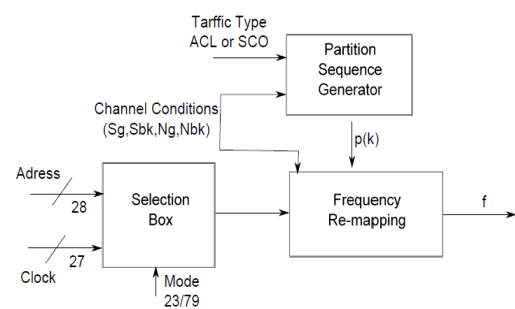 Tarffic Type
ACL or SCO
Partition
Sequence
Generator
Channel Conditions
(Sg,Sbk,Ng,Nbk)
p(k)
Adress
28
Selection
Box
Frequency
Re-mapping
f
27
Clock
Mode
23/79